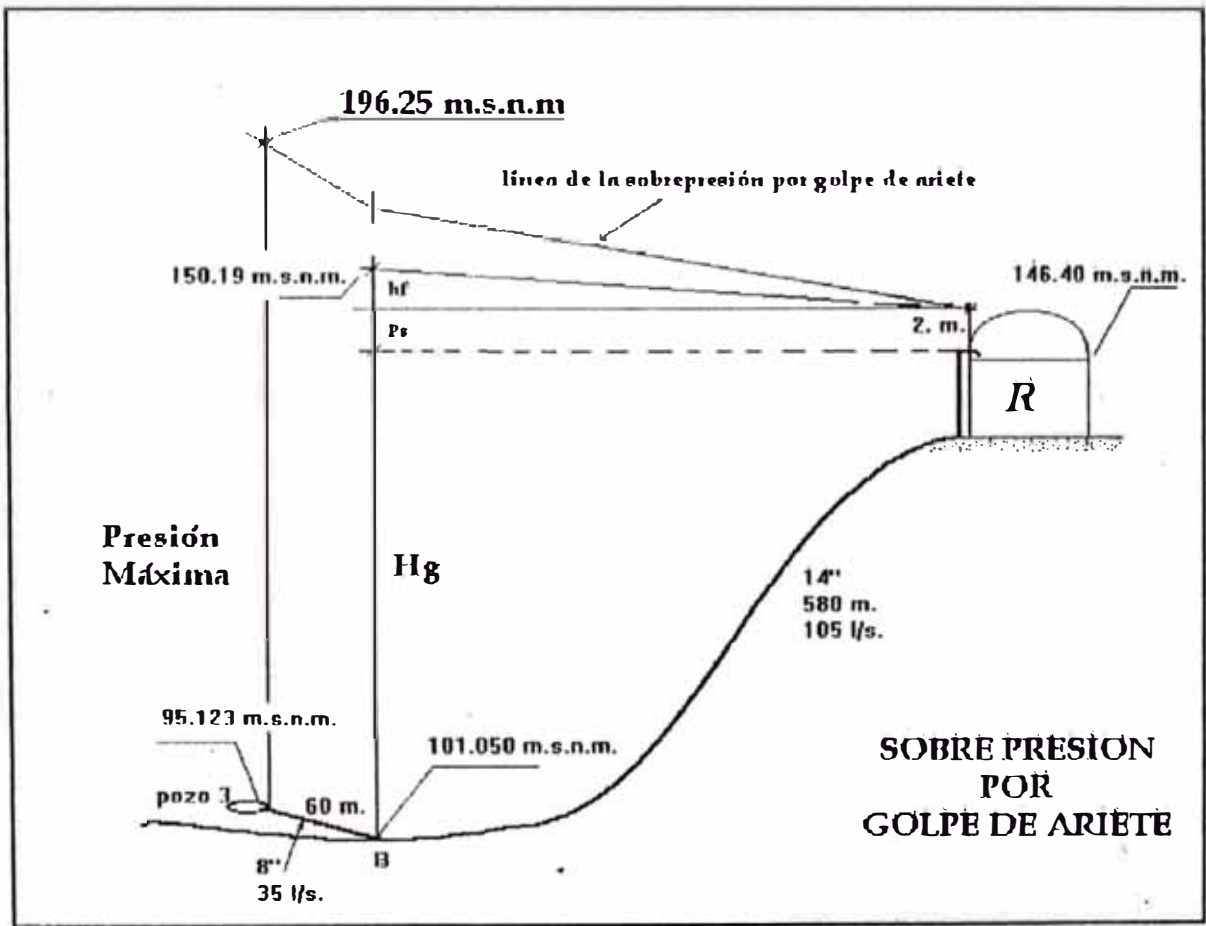 196.25 m.s.n.m
línea de la sobrepresión por golpe de ariete
150.19 m.s.n.m.
146.40 m.s.n.m.
hf
2. m.
Ps
R
Presión
Máxima
Hg
14"
580 m.
105 l/s.
95.123 m.s.n.m.
101.050 m.s.n.m.
pozo 3
60 m.
B
8"
35 l/s.
SOBRE PRESION
POR
GOLPE DE ARIETE